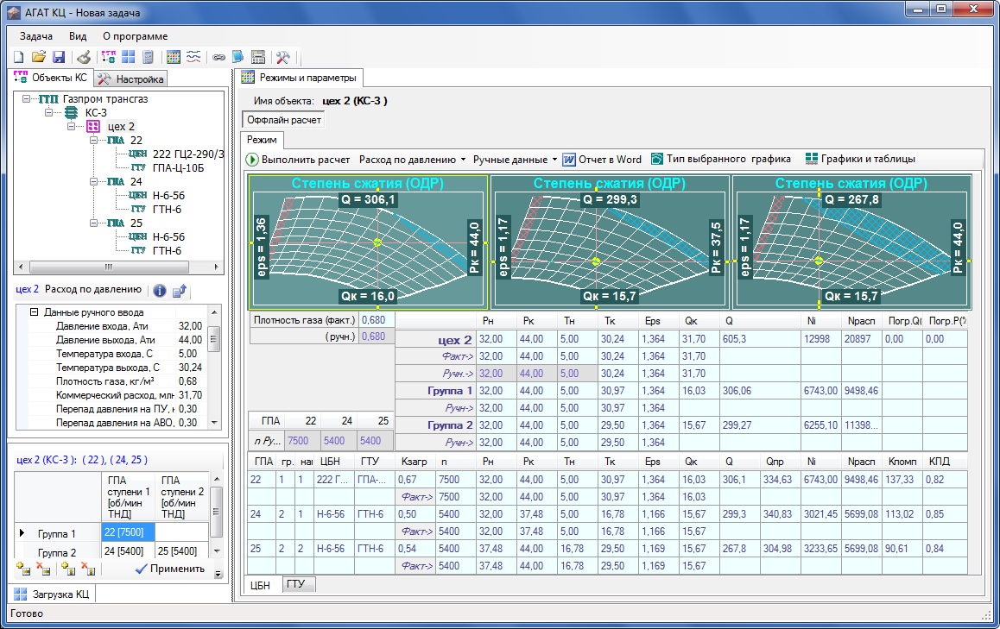 АГАТ КЦ - Новая задача
Задача Вид О программе
Объекты КС Настройка
ГТП Газпром трансгаз
КС-3
цех 2
ГПА 22
ЦБН 222 ГЦ2-290/3
ГТУ ГПА-Ц-10Б
ГПА 24
ЦБН Н-6-56
ГТУ ГТН-6
ГПА 25
ЦБН Н-6-56
ГТУ ГТН-6
цех 2 Расход по давлению
Данные ручного ввода
Давление входа, Ати 32,00
Давление выхода, Ати 44,00
Температура входа, С 5,00
Температура выхода, С 30,24
Плотность газа, кг/м³ 0,68
Коммерческий расход, млн 31,70
Перепад давления на ПУ, к 0,30
Перепад давления на АВО, 0,30
цех 2 (КС-3 ): ( 22 ), ( 24, 25 )
ГПА ступени 1 [об/мин ТНД] ГПА ступени 2 [об/мин ТНД]
Группа 1 22 [7500]
Группа 2 24 [5400] 25 [5400]
Применить
Загрузка КЦ
Готово
Режимы и параметры
Имя объекта: цех 2 (КС-3 )
Оффлайн расчет
Режим
Выполнить расчет Расход по давлению Ручные данные Отчет в Word Тип выбранного графика Графики и таблицы
Степень сжатия (ОДР)
Q = 306,1
eps = 1,36
Рк = 44,0
Qк = 16,0
Степень сжатия (ОДР)
Q = 299,3
eps = 1,17
Рк = 37,5
Qк = 15,7
Степень сжатия (ОДР)
Q = 267,8
eps = 1,17
Рк = 44,0
Qк = 15,7
Плотность газа (факт.) 0,680
(ручн.) 0,680
ГПА 22 24 25
n Ру... 7500 5400 5400
Рн Рк Тн Тк Eps Qк Q Ni Nрасп Погр.Q( Погр.Р(%
цех 2 32,00 44,00 5,00 30,24 1,364 31,70 605,3 12998 20897 0,00 0,00
Факт-> 32,00 44,00 5,00 30,24 1,364 31,70
Ручн.-> 32,00 44,00 5,00 30,24 1,364 31,70
Группа 1 32,00 44,00 5,00 30,97 1,364 16,03 306,06 6743,00 9498,46
Ручн-> 32,00 44,00 5,00 30,97 1,364
Группа 2 32,00 44,00 5,00 29,50 1,364 15,67 299,27 6255,10 11398...
Ручн-> 32,00 44,00 5,00 29,50 1,364
ГПА гр. наг ЦБН ГТУ Кзагр n Рн Рк Тн Тк Eps Qк Q Qпр Ni Nрасп Nкомп КПД
22 1 1 222 Г... ГПА-... 0,67 7500 32,00 44,00 5,00 30,97 1,364 16,03 306,1 334,63 6743,00 9498,46 137,33 0,82
Факт-> 7500 32,00 44,00 5,00 30,97 1,364 16,03
24 2 1 Н-6-56 ГТН-6 0,50 5400 32,00 37,48 5,00 16,78 1,166 15,67 299,3 340,83 3021,45 5699,08 113,02 0,85
Факт-> 5400 32,00 37,48 5,00 16,78 1,166 15,67
25 2 2 Н-6-56 ГТН-6 0,54 5400 37,48 44,00 16,78 29,50 1,169 15,67 267,8 304,98 3233,65 5699,08 90,61 0,84
Факт-> 5400 37,48 44,00 16,78 29,50 1,169 15,67
ЦБН ГТУ